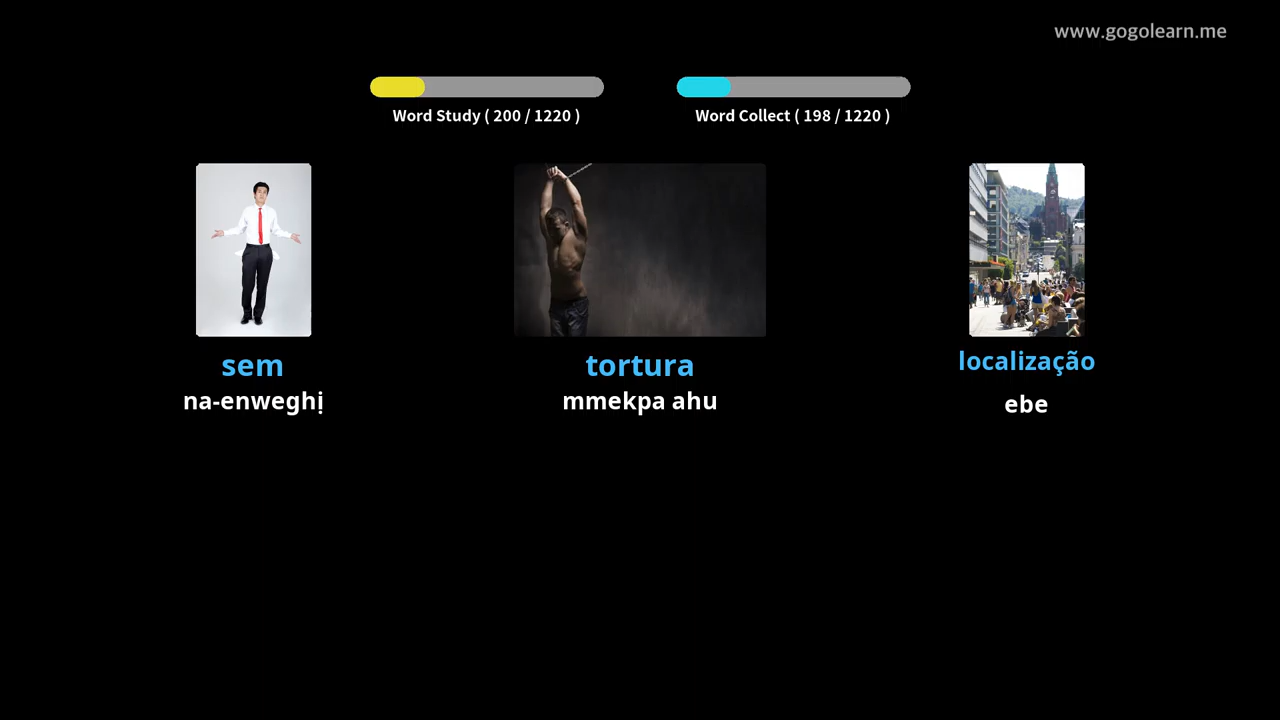 www.gogolearn.me
Word Study ( 200 / 1220 )
Word Collect ( 198 / 1220 )
sem
na-enweghị
tortura
mmekpa ahu
localização
ebe